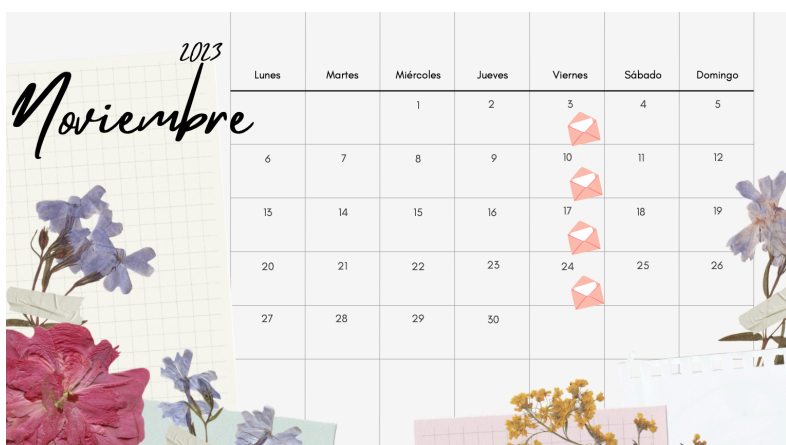 2023
Noviembre
Lunes Martes Miércoles Jueves Viernes Sábado Domingo
1 2 3 4 5
6 7 8 9 10 11 12
13 14 15 16 17 18 19
20 21 22 23 24 25 26
27 28 29 30